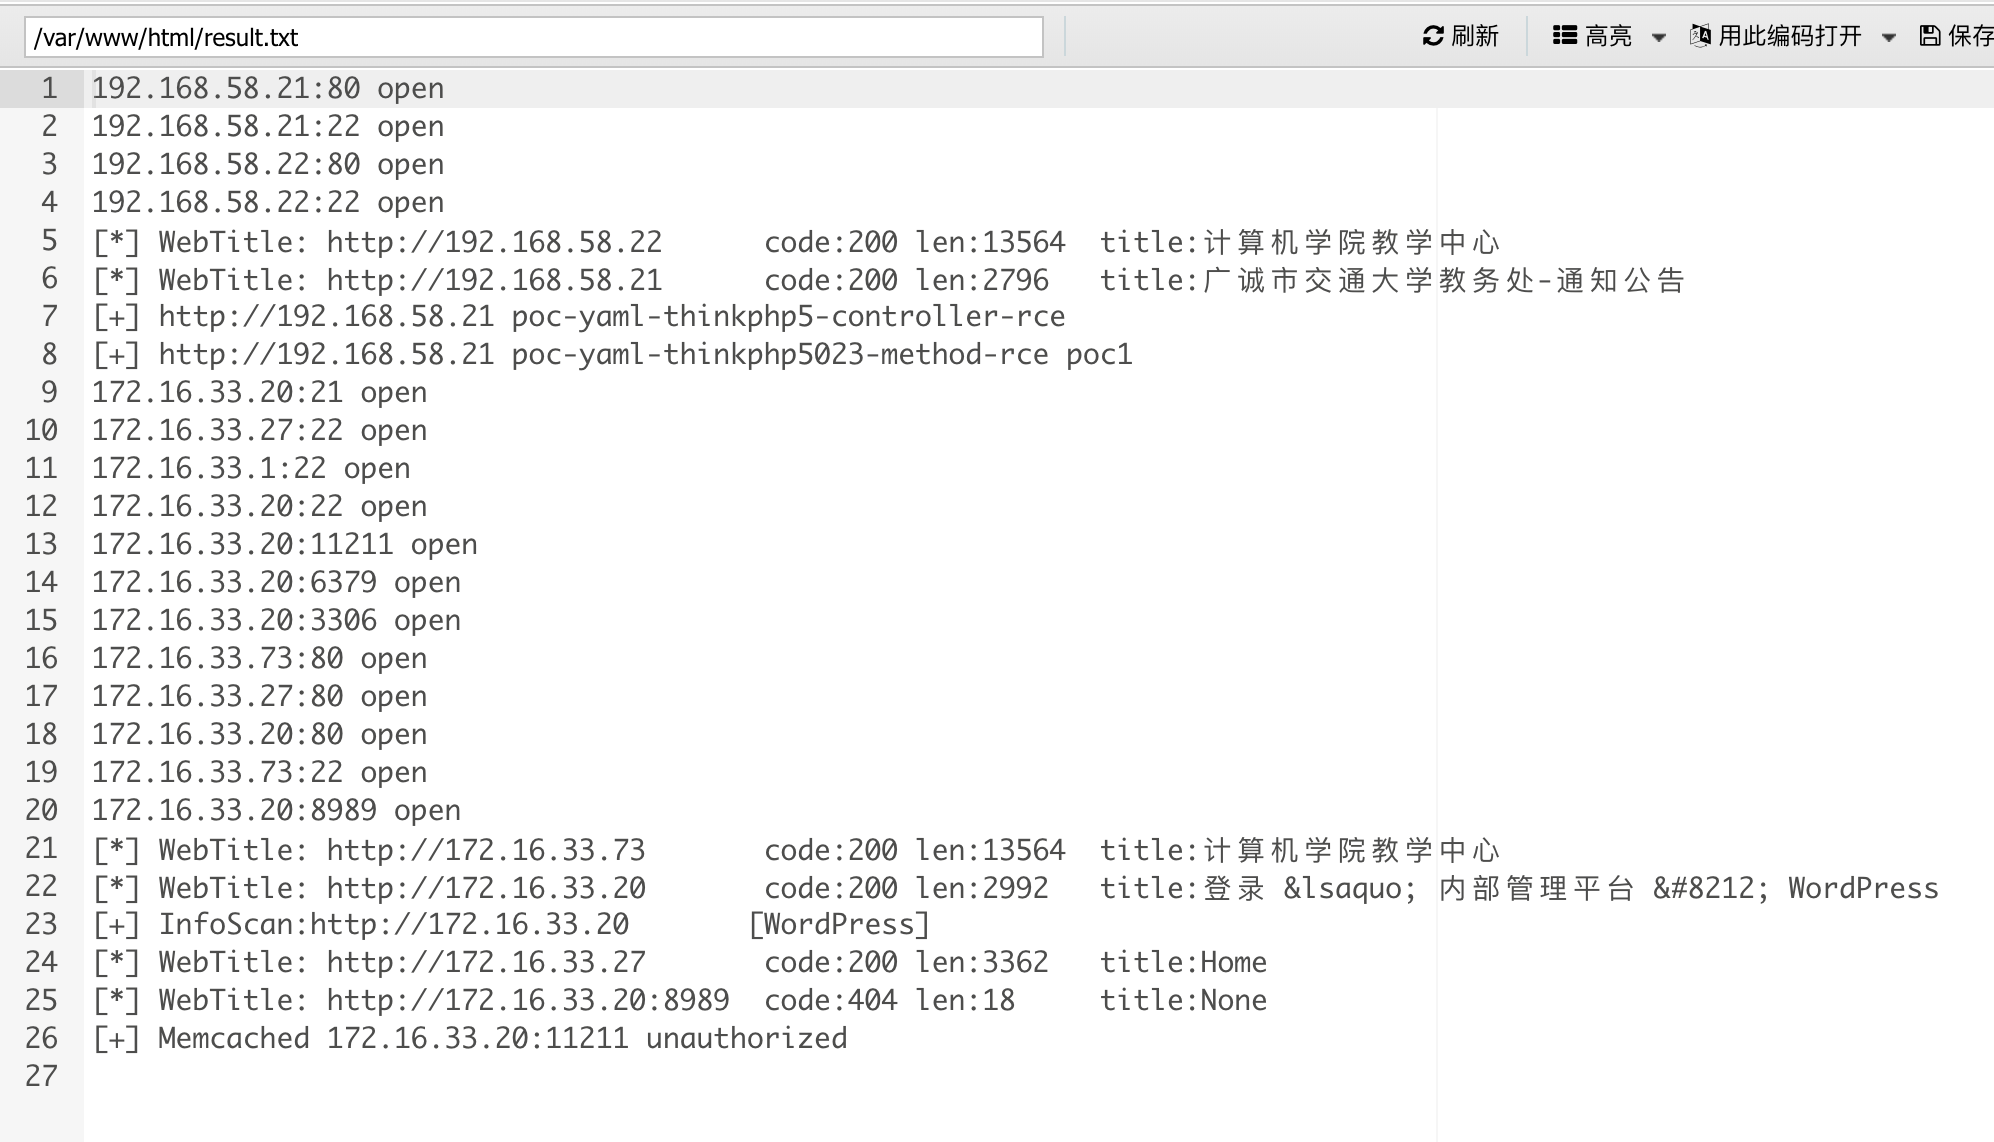 /var/www/html/result.txt
刷新 高亮 用此编码打开 保存
1 192.168.58.21:80 open
2 192.168.58.21:22 open
3 192.168.58.22:80 open
4 192.168.58.22:22 open
5 [*] WebTitle: http://192.168.58.22 code:200 len:13564 title:计算机学院教学中心
6 [*] WebTitle: http://192.168.58.21 code:200 len:2796 title:广诚市交通大学教务处-通知公告
7 [+] http://192.168.58.21 poc-yaml-thinkphp5-controller-rce
8 [+] http://192.168.58.21 poc-yaml-thinkphp5023-method-rce poc1
9 172.16.33.20:21 open
10 172.16.33.27:22 open
11 172.16.33.1:22 open
12 172.16.33.20:22 open
13 172.16.33.20:11211 open
14 172.16.33.20:6379 open
15 172.16.33.20:3306 open
16 172.16.33.73:80 open
17 172.16.33.27:80 open
18 172.16.33.20:80 open
19 172.16.33.73:22 open
20 172.16.33.20:8989 open
21 [*] WebTitle: http://172.16.33.73 code:200 len:13564 title:计算机学院教学中心
22 [*] WebTitle: http://172.16.33.20 code:200 len:2992 title:登录 &lsaquo; 内部管理平台 &#8212; WordPress
23 [+] InfoScan:http://172.16.33.20 [WordPress]
24 [*] WebTitle: http://172.16.33.27 code:200 len:3362 title:Home
25 [*] WebTitle: http://172.16.33.20:8989 code:404 len:18 title:None
26 [+] Memcached 172.16.33.20:11211 unauthorized
27